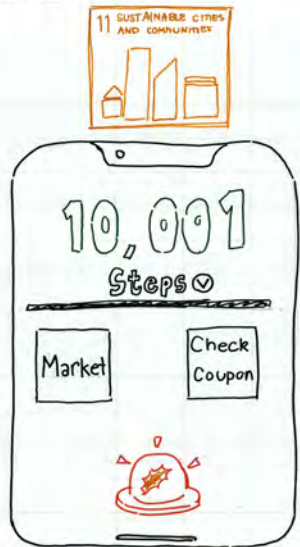 11 SUSTAINABLE CITIES
AND COMMUNITIES
10,001
Steps
Market
Check
Coupon